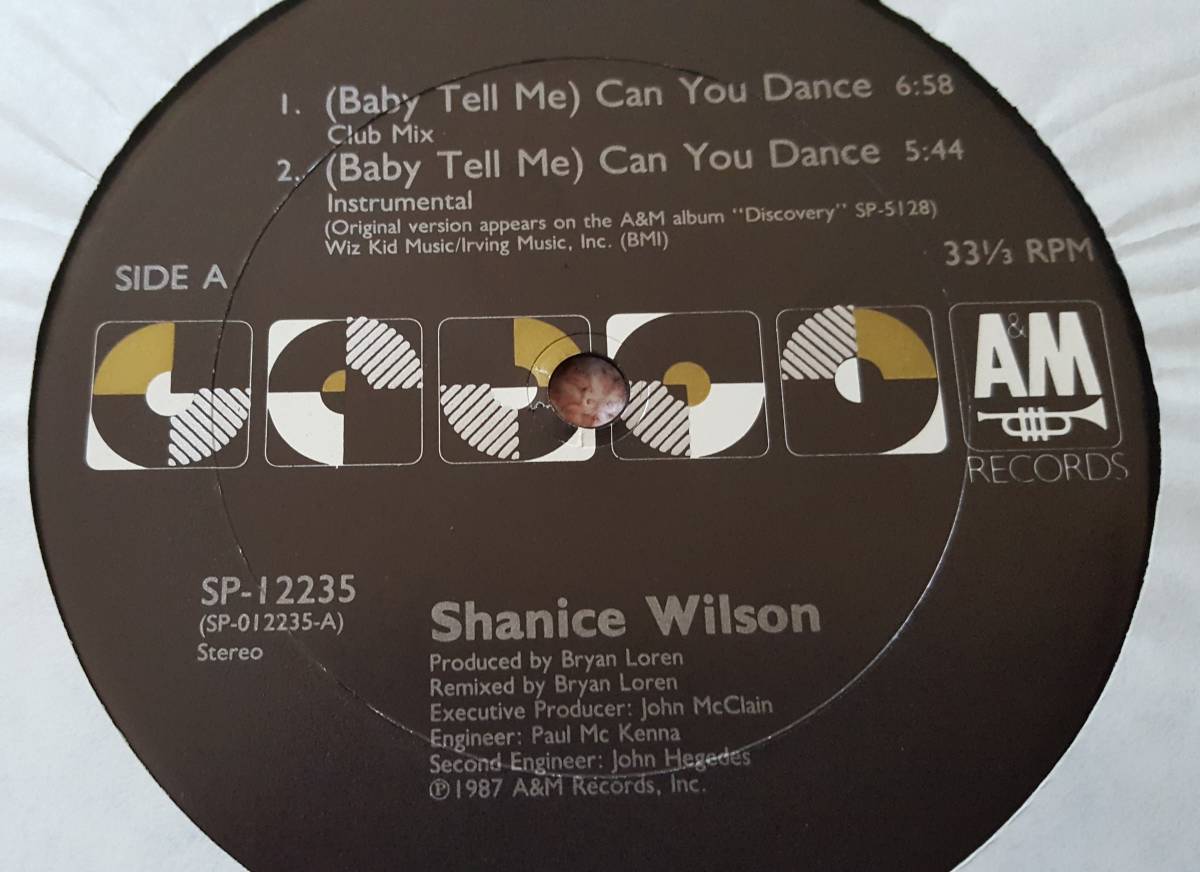 1. (Baby Tell Me) Can You Dance 6:58
Club Mix
2. (Baby Tell Me) Can You Dance 5:44
Instrumental
(Original version appears on the A&M album "Discovery" SP-5128)
Wiz Kid Music/Irving Music, Inc. (BMI)
SIDE A
33⅓ RPM
A&M
RECORDS
SP-12235
(SP-012235-A)
Stereo
Shanice Wilson
Produced by Bryan Loren
Remixed by Bryan Loren
Executive Producer: John McClain
Engineer: Paul Mc Kenna
Second Engineer: John Hegedes
℗1987 A&M Records, Inc.